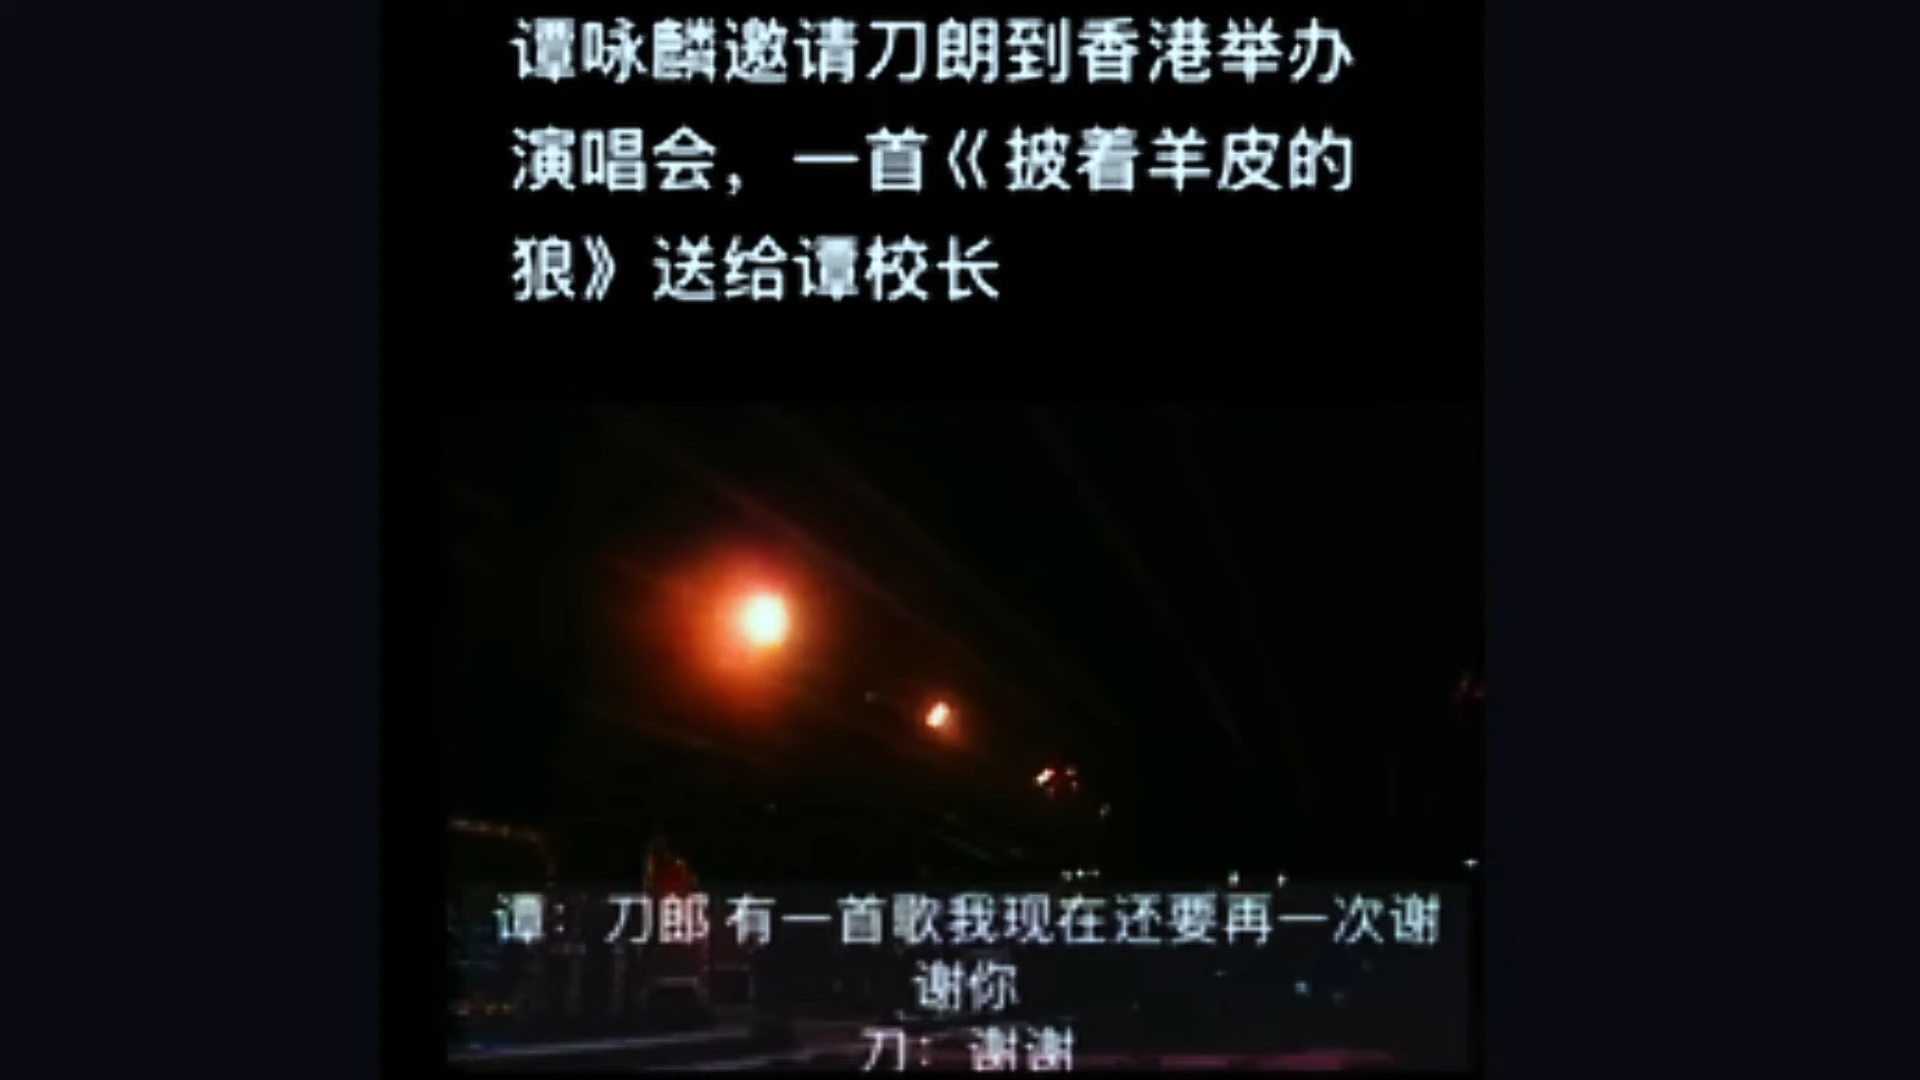 谭咏麟邀请刀朗到香港举办
演唱会，一首《披着羊皮的
狼》送给谭校长
谭：刀郎 有一首歌我现在还要再一次谢
谢你
刀：谢谢